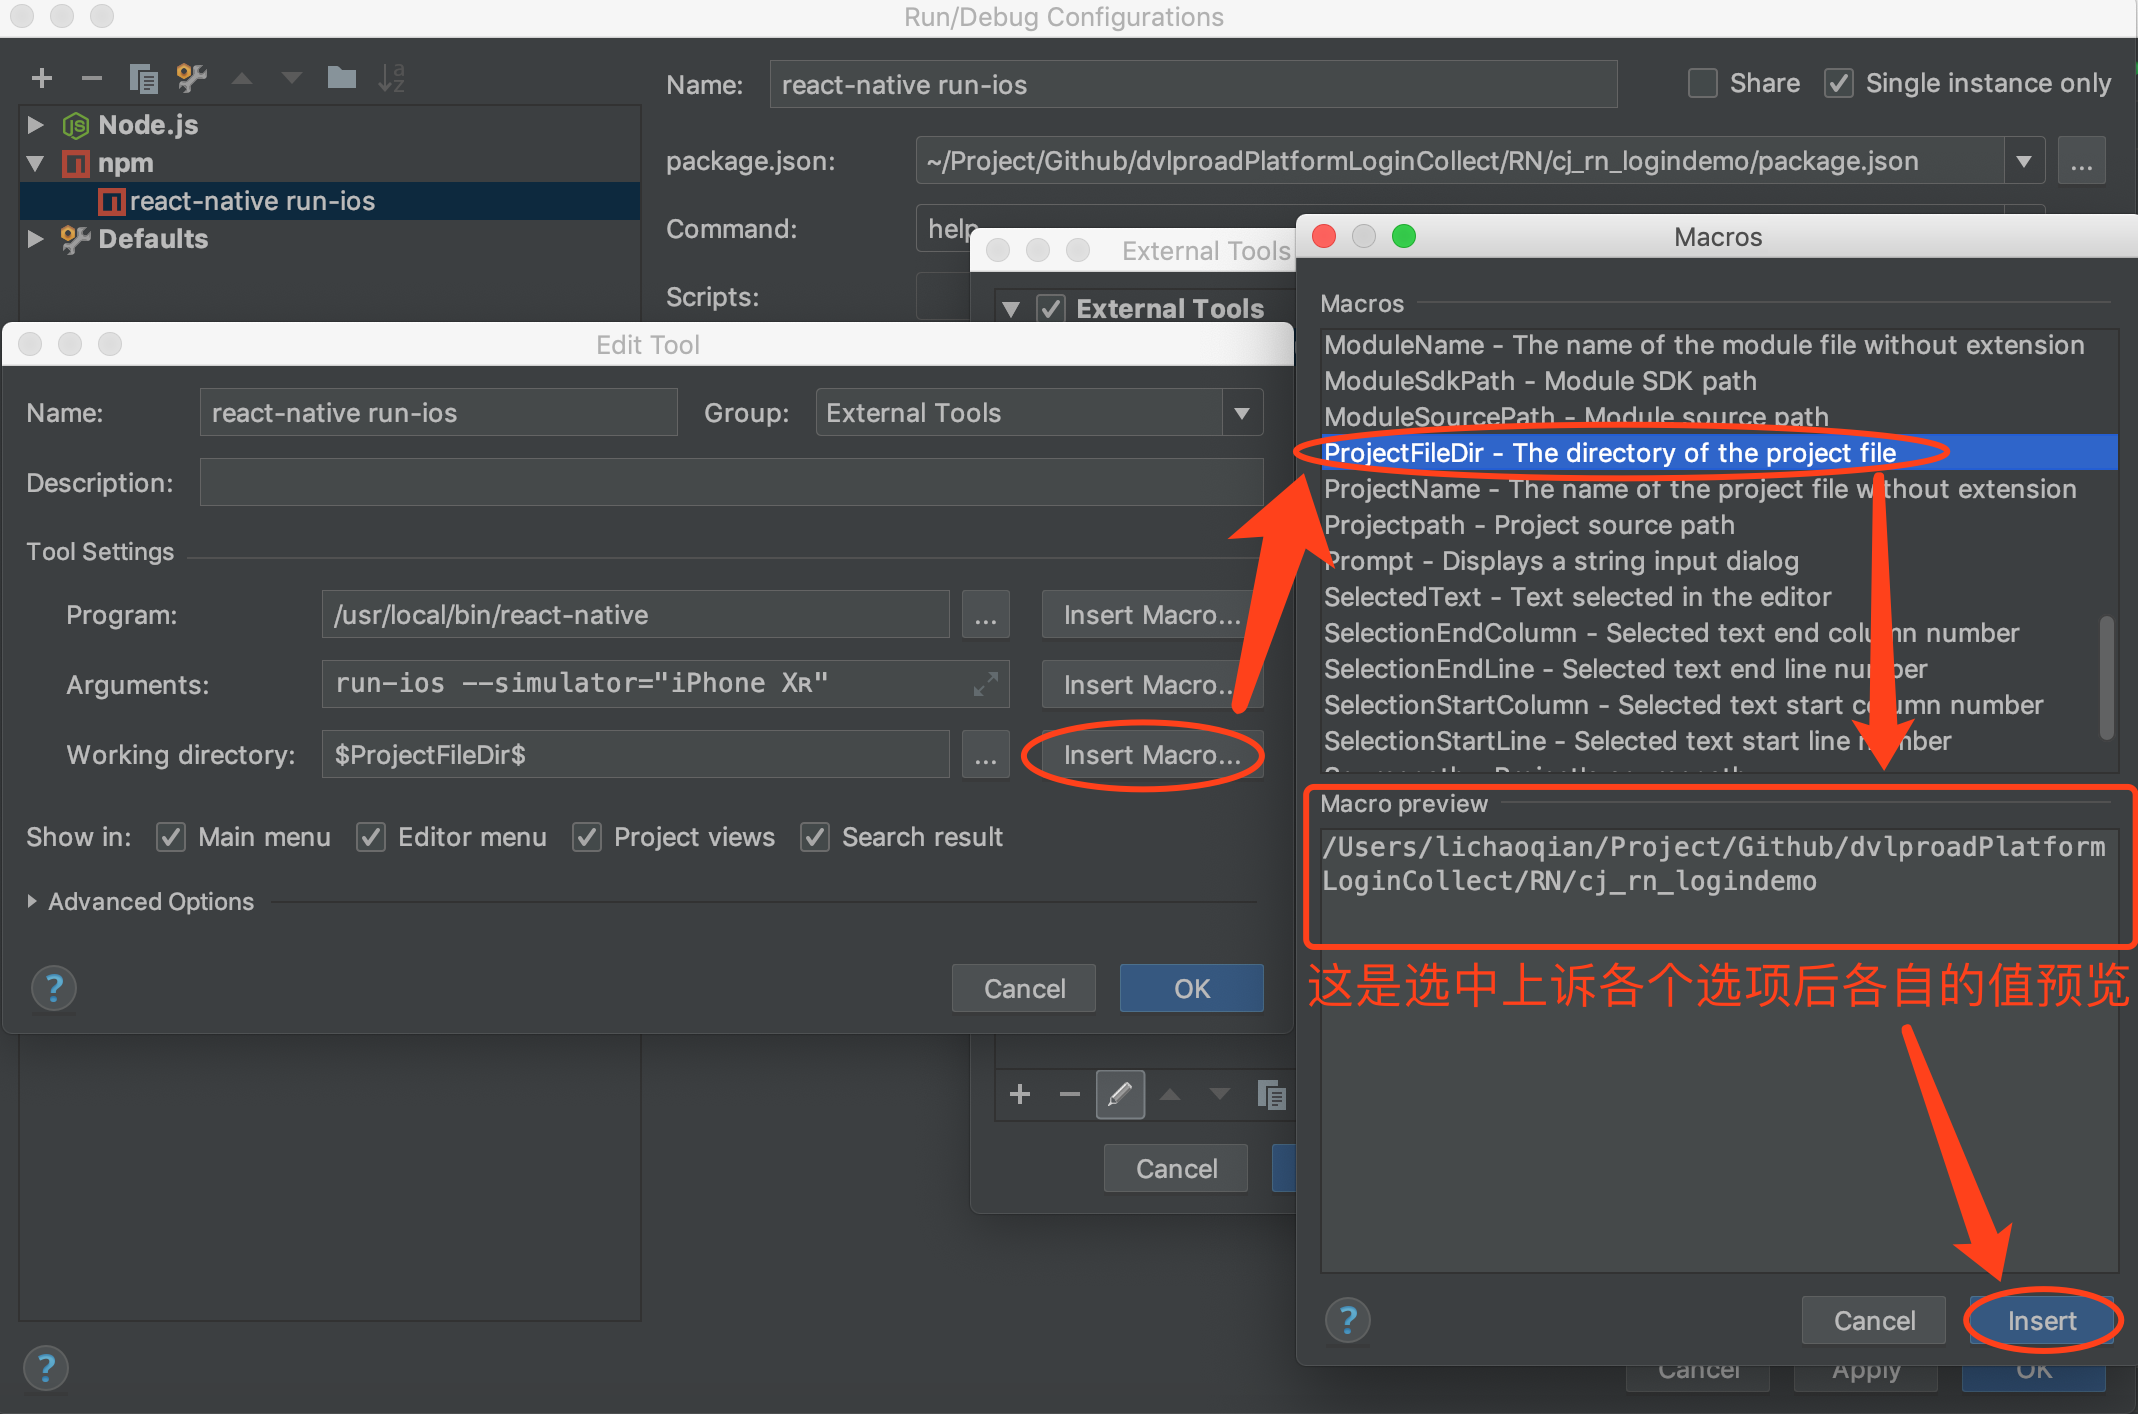 Run/Debug Configurations
Name: react-native run-ios Share Single instance only
Node.js
npm
react-native run-ios
Defaults
package.json: ~/Project/Github/dvlproadPlatformLoginCollect/RN/cj_rn_logindemo/package.json ...
Command: help
Scripts:
External Tools
External Tools
Edit Tool
Name: react-native run-ios Group: External Tools
Description:
Tool Settings
Program: /usr/local/bin/react-native ... Insert Macro...
Arguments: run-ios --simulator="iPhone Xʀ" Insert Macro...
Working directory: $ProjectFileDir$ ... Insert Macro...
Show in: Main menu Editor menu Project views Search result
Advanced Options
? Cancel OK
Cancel
Macros
Macros
ModuleName - The name of the module file without extension
ModuleSdkPath - Module SDK path
ModuleSourcePath - Module source path
ProjectFileDir - The directory of the project file
ProjectName - The name of the project file without extension
Projectpath - Project source path
Prompt - Displays a string input dialog
SelectedText - Text selected in the editor
SelectionEndColumn - Selected text end column number
SelectionEndLine - Selected text end line number
SelectionStartColumn - Selected text start column number
SelectionStartLine - Selected text start line number
Macro preview
/Users/lichaoqian/Project/Github/dvlproadPlatform
LoginCollect/RN/cj_rn_logindemo
这是选中上诉各个选项后各自的值预览
? Cancel Insert
? Cancel Apply OK